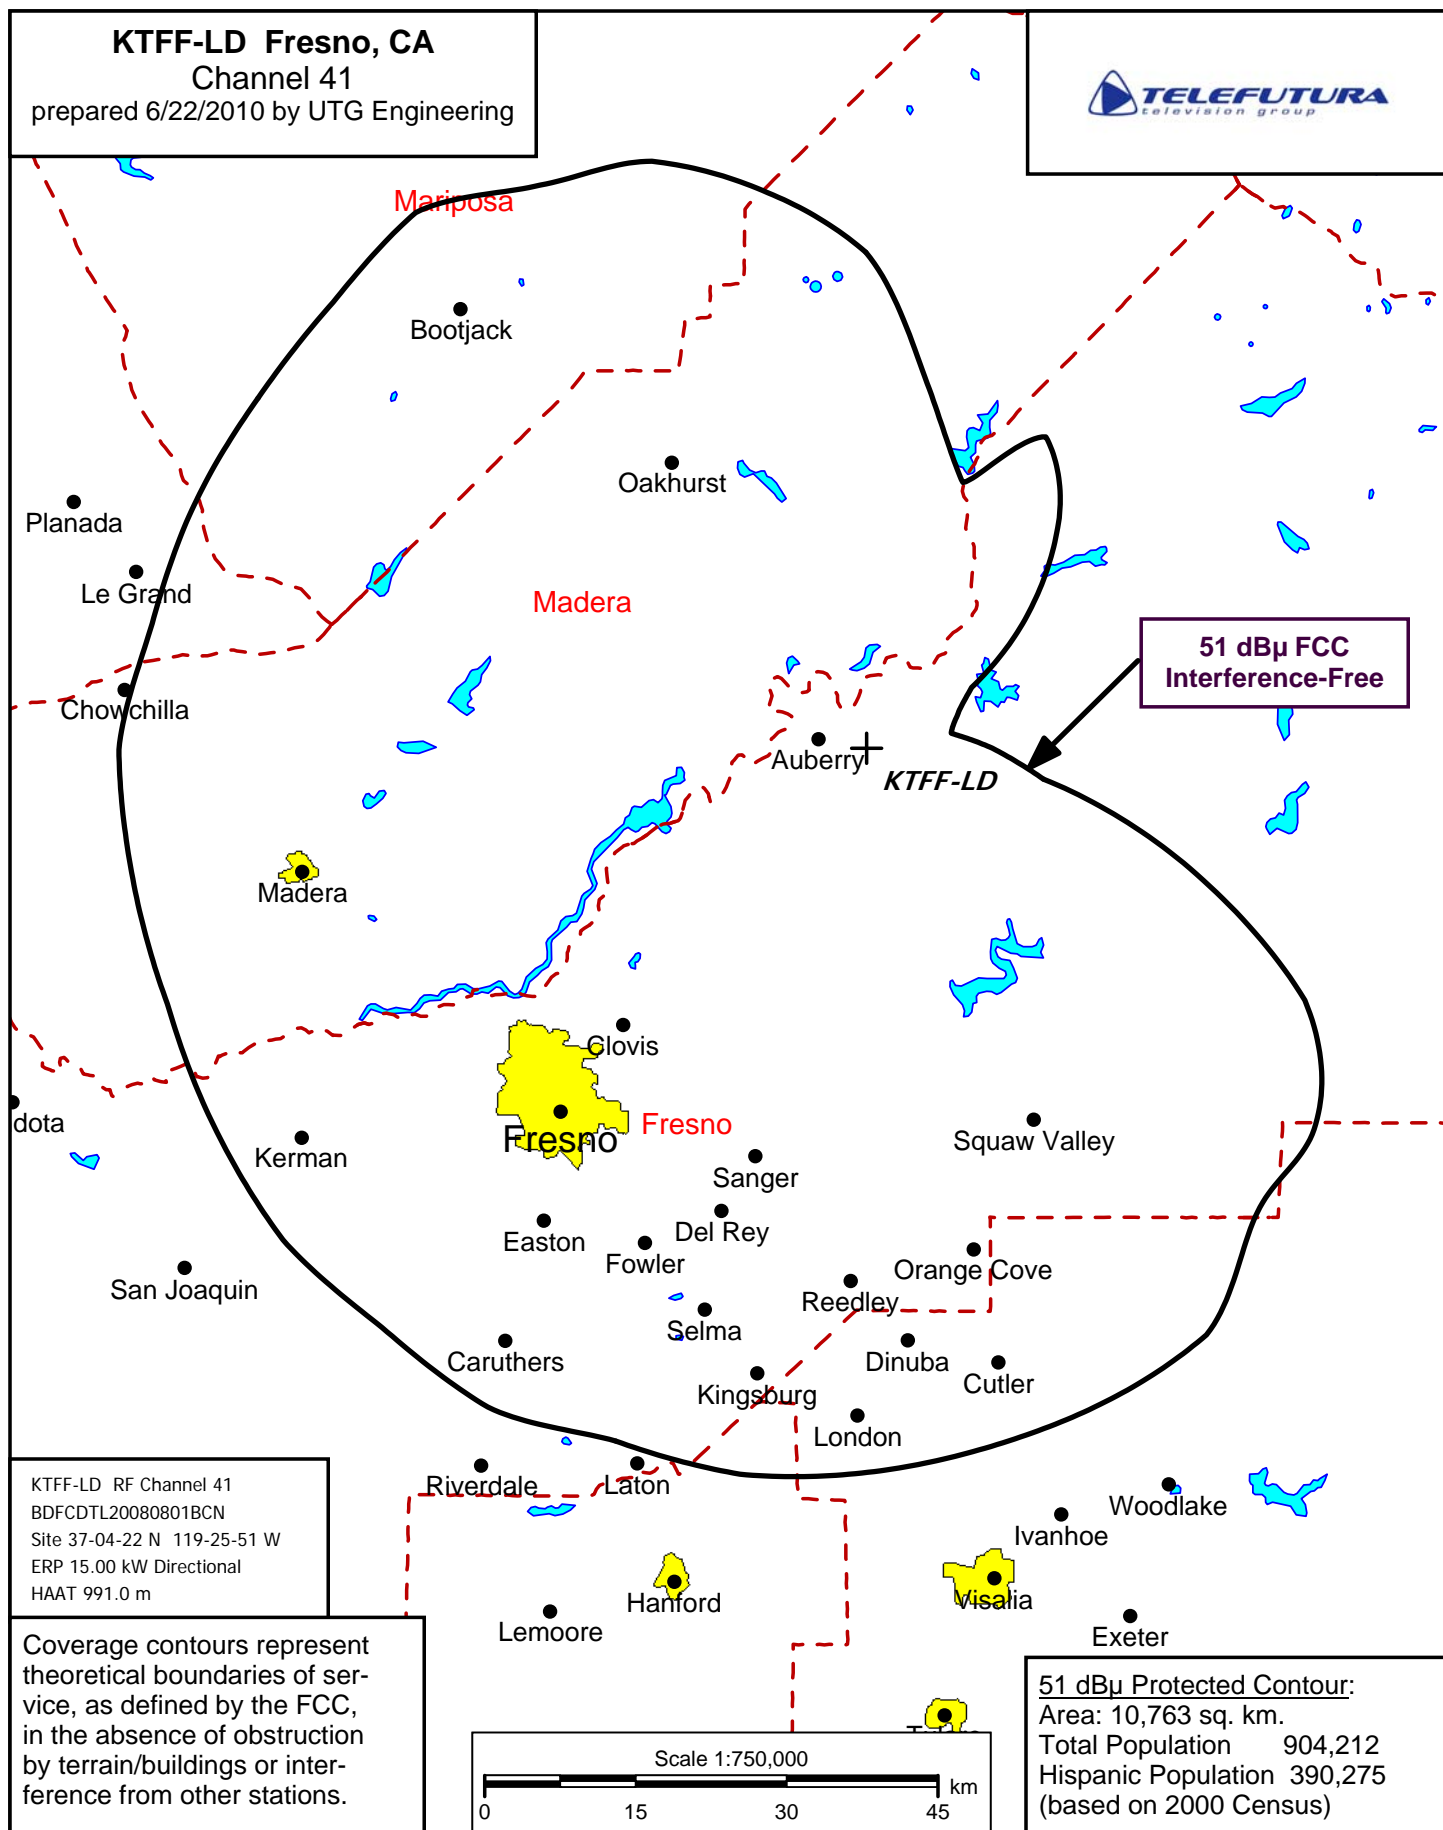 KTFF-LD Fresno, CA
Channel 41
prepared 6/22/2010 by UTG Engineering
TELEFUTURA
television group
Mariposa
Bootjack
Oakhurst
Planada
Le Grand
Madera
51 dBµ FCC
Interference-Free
Chowchilla
Auberry
KTFF-LD
Madera
Clovis
dota
Fresno
Fresno
Squaw Valley
Kerman
Sanger
Del Rey
Easton
Fowler
Orange Cove
San Joaquin
Reedley
Selma
Caruthers
Dinuba
Cutler
Kingsburg
London
Riverdale
Laton
Woodlake
Ivanhoe
Hanford
Visalia
Lemoore
Exeter
KTFF-LD RF Channel 41
BDFCDTL20080801BCN
Site 37-04-22 N 119-25-51 W
ERP 15.00 kW Directional
HAAT 991.0 m
Coverage contours represent
theoretical boundaries of ser-
vice, as defined by the FCC,
in the absence of obstruction
by terrain/buildings or inter-
ference from other stations.
Scale 1:750,000
km
0 15 30 45
51 dBµ Protected Contour:
Area: 10,763 sq. km.
Total Population 904,212
Hispanic Population 390,275
(based on 2000 Census)